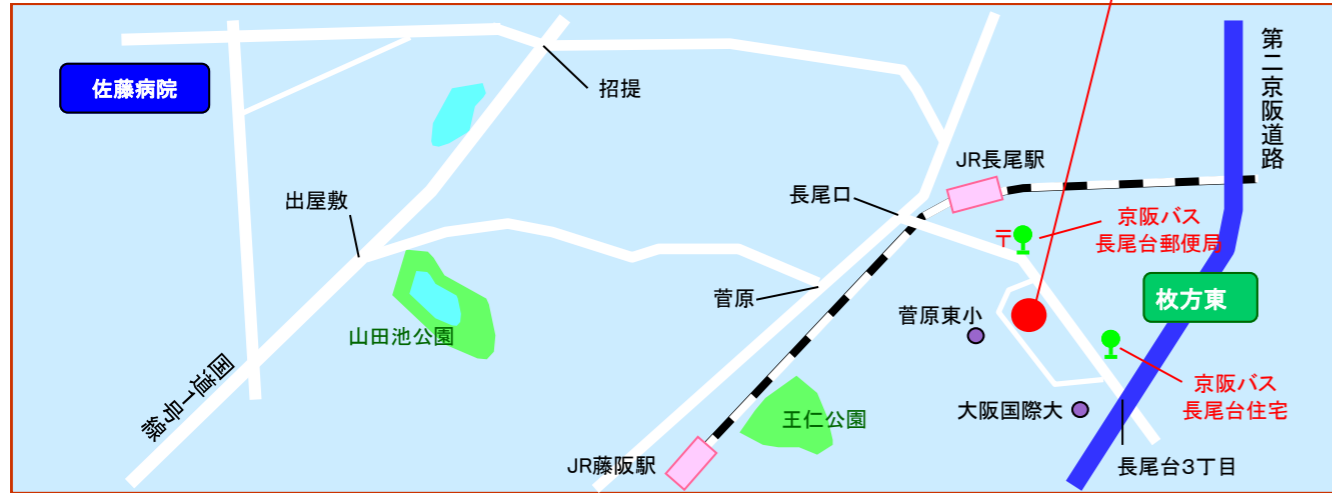 佐藤病院
招提
第二京阪道路
JR長尾駅
出屋敷
長尾口
〒
京阪バス
長尾台郵便局
菅原
菅原東小
枚方東
山田池公園
国道1号線
京阪バス
長尾台住宅
王仁公園
大阪国際大
JR藤阪駅
長尾台3丁目